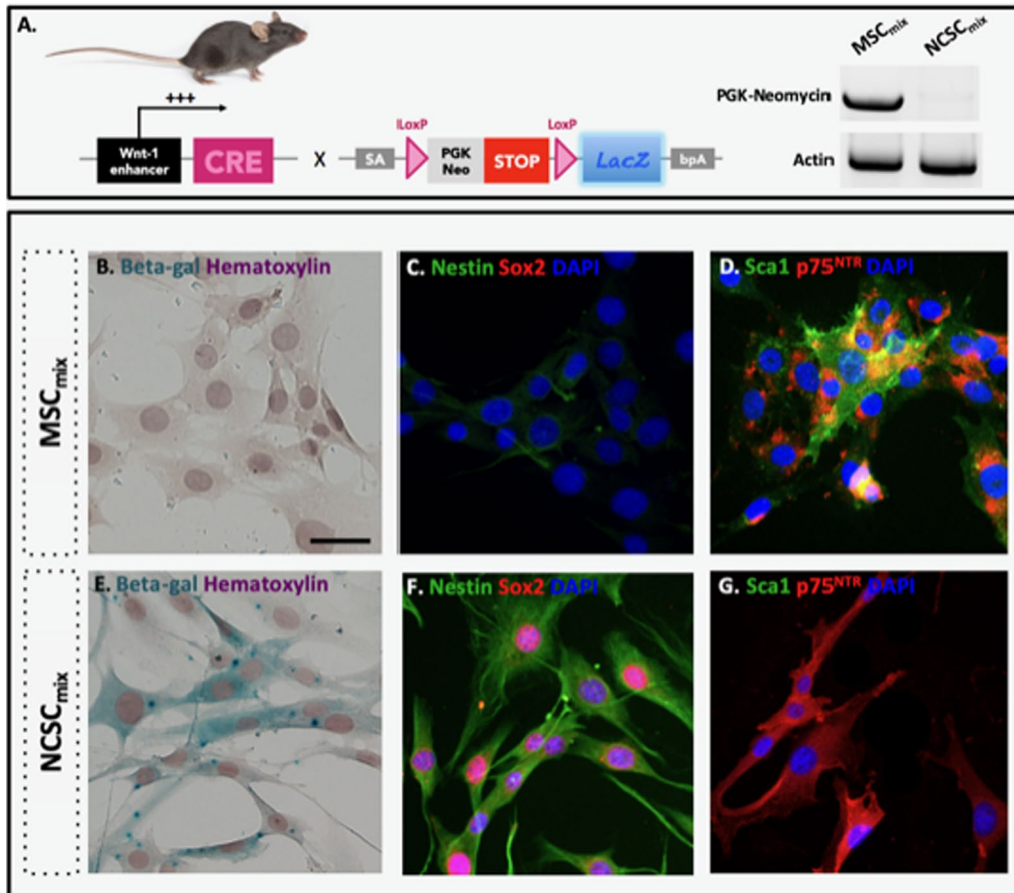 A.
+++
Wnt-1
enhancer
CRE
X
SA
lLoxP
PGK
Neo
STOP
LoxP
LacZ
bpA
MSCmix
NCSCmix
PGK-Neomycin
Actin
MSCmix
B. Beta-gal Hematoxylin
C. Nestin Sox2 DAPI
D. Sca1 p75NTR DAPI
NCSCmix
E. Beta-gal Hematoxylin
F. Nestin Sox2 DAPI
G. Sca1 p75NTR DAPI